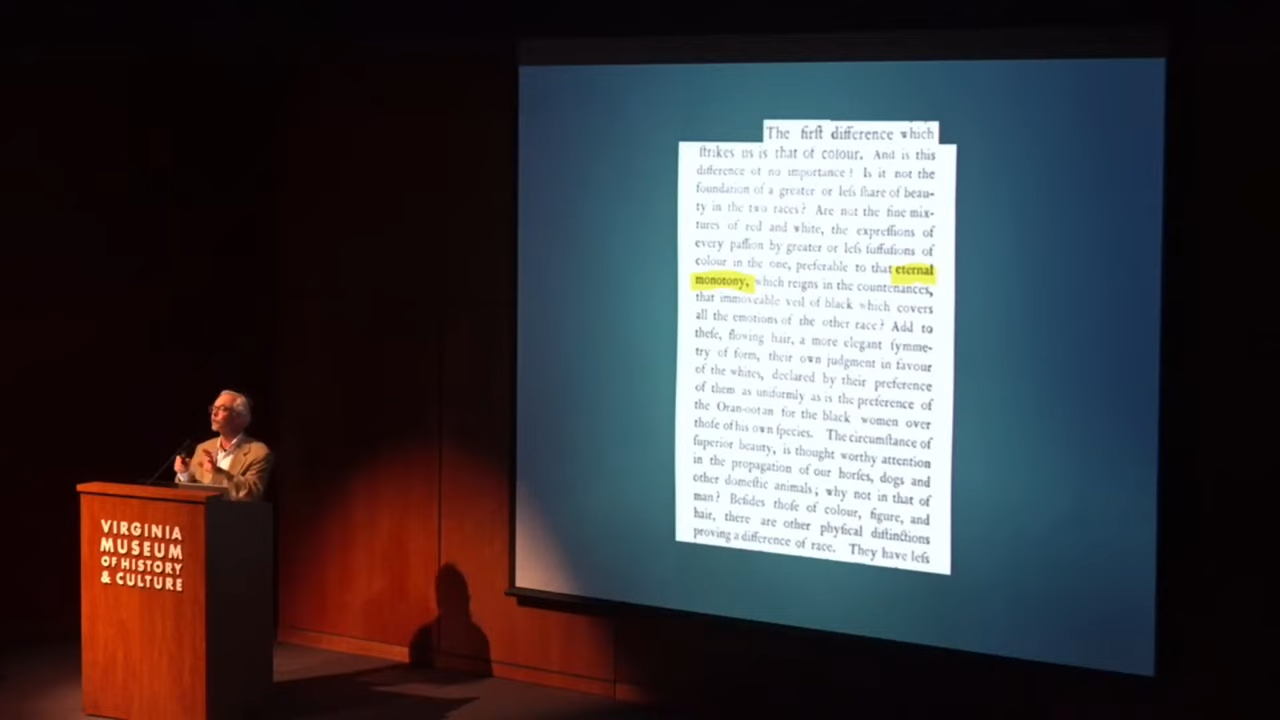 VIRGINIA
MUSEUM
OF HISTORY
& CULTURE
The firſt difference which
ſtrikes us is that of colour. And is this
difference of no importance? Is it not the
foundation of a greater or leſs ſhare of beau-
ty in the two races? Are not the fine mix-
tures of red and white, the expreſſions of
every paſſion by greater or leſs ſuffuſions of
colour in the one, preferable to that eternal
monotony, which reigns in the countenances,
that immoveable veil of black which covers
all the emotions of the other race? Add to
theſe, flowing hair, a more elegant ſymme-
try of form, their own judgment in favour
of the whites, declared by their preference
of them as uniformly as is the preference of
the Oran-ootan for the black women over
thoſe of his own ſpecies. The circumſtance of
ſuperior beauty, is thought worthy attention
in the propagation of our horſes, dogs and
other domeſtic animals; why not in that of
man? Beſides thoſe of colour, figure, and
hair, there are other phyſical diſtinctions
proving a difference of race. They have leſs